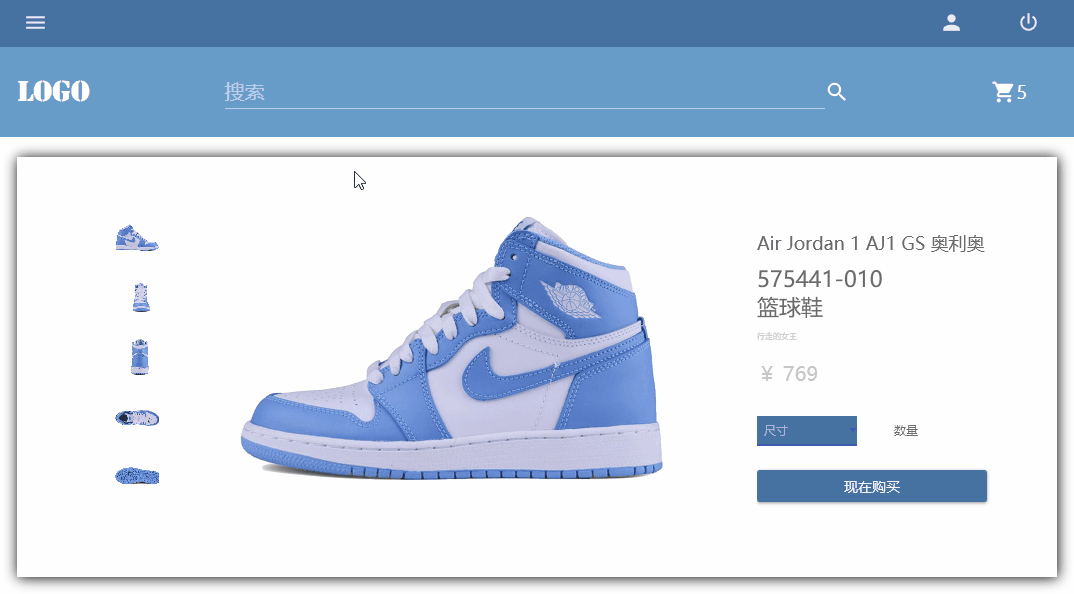 LOGO
搜索
5
Air Jordan 1 AJ1 GS 奥利奥
575441-010
篮球鞋
行走的女王
￥ 769
尺寸
数量
现在购买